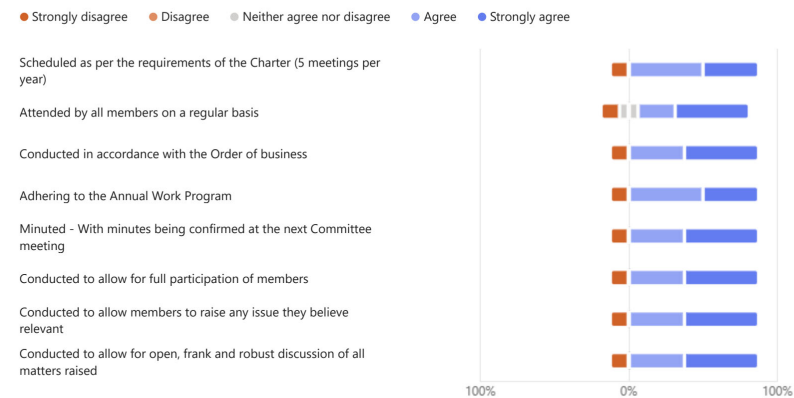 Strongly disagree Disagree Neither agree nor disagree Agree Strongly agree
Scheduled as per the requirements of the Charter (5 meetings per
year)
Attended by all members on a regular basis
Conducted in accordance with the Order of business
Adhering to the Annual Work Program
Minuted - With minutes being confirmed at the next Committee
meeting
Conducted to allow for full participation of members
Conducted to allow members to raise any issue they believe
relevant
Conducted to allow for open, frank and robust discussion of all
matters raised
100% 0% 100%